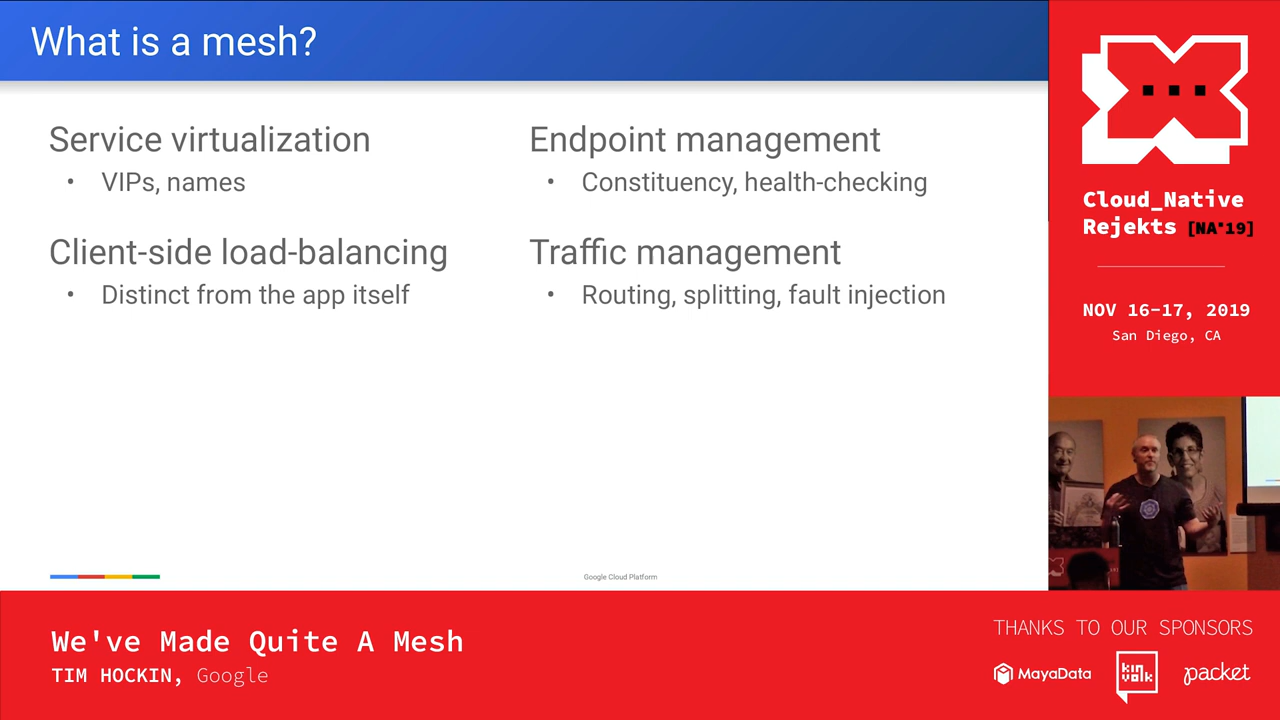 What is a mesh?
Service virtualization
• VIPs, names
Client-side load-balancing
• Distinct from the app itself
Endpoint management
• Constituency, health-checking
Traffic management
• Routing, splitting, fault injection
Google Cloud Platform
Cloud_Native
Rejekts [NA'19]
NOV 16-17, 2019
San Diego, CA
We've Made Quite A Mesh
TIM HOCKIN, Google
THANKS TO OUR SPONSORS
MayaData
kinvolk
packet